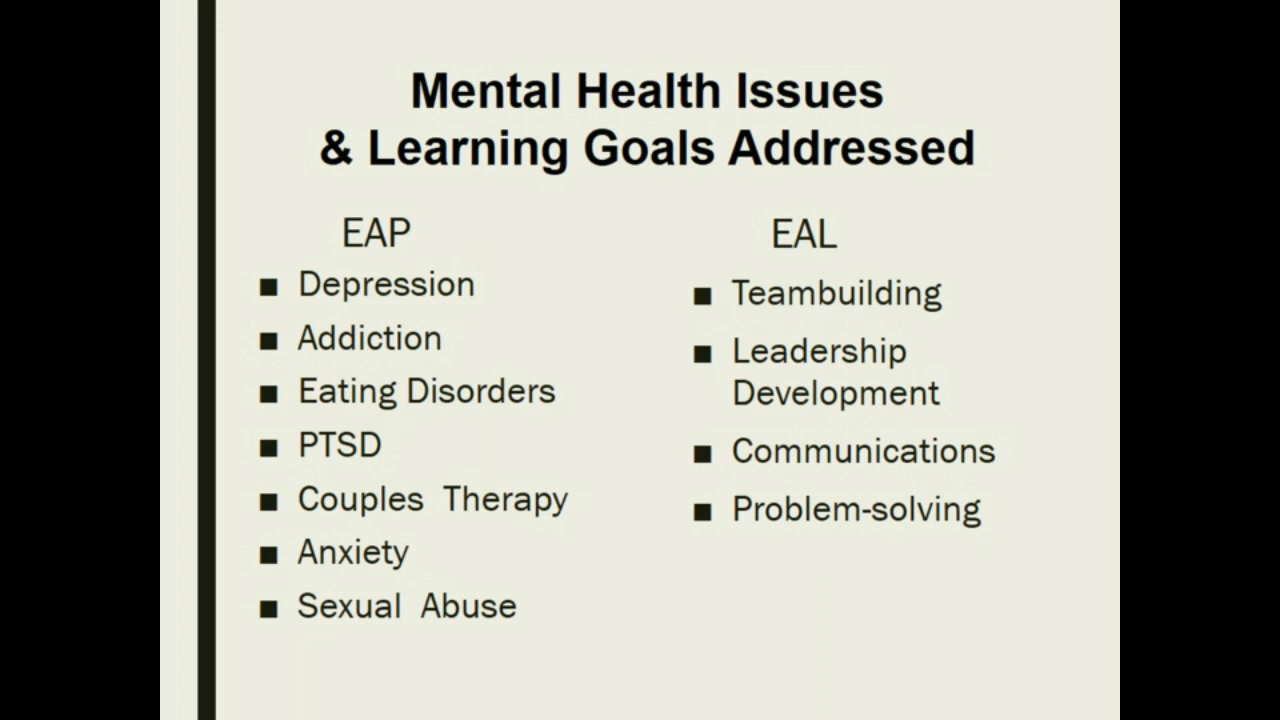 Mental Health Issues
& Learning Goals Addressed
EAP
■ Depression
■ Addiction
■ Eating Disorders
■ PTSD
■ Couples Therapy
■ Anxiety
■ Sexual Abuse
EAL
■ Teambuilding
■ Leadership
Development
■ Communications
■ Problem-solving